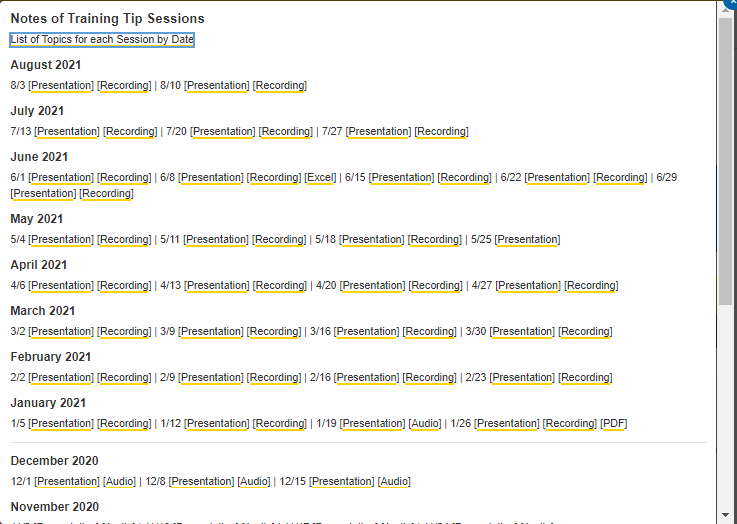 Notes of Training Tip Sessions
List of Topics for each Session by Date
August 2021
8/3 [Presentation] [Recording] | 8/10 [Presentation] [Recording]
July 2021
7/13 [Presentation] [Recording] | 7/20 [Presentation] [Recording] | 7/27 [Presentation] [Recording]
June 2021
6/1 [Presentation] [Recording] | 6/8 [Presentation] [Recording] [Excel] | 6/15 [Presentation] [Recording] | 6/22 [Presentation] [Recording] | 6/29
[Presentation] [Recording]
May 2021
5/4 [Presentation] [Recording] | 5/11 [Presentation] [Recording] | 5/18 [Presentation] [Recording] | 5/25 [Presentation]
April 2021
4/6 [Presentation] [Recording] | 4/13 [Presentation] [Recording] | 4/20 [Presentation] [Recording] | 4/27 [Presentation] [Recording]
March 2021
3/2 [Presentation] [Recording] | 3/9 [Presentation] [Recording] | 3/16 [Presentation] [Recording] | 3/30 [Presentation] [Recording]
February 2021
2/2 [Presentation] [Recording] | 2/9 [Presentation] [Recording] | 2/16 [Presentation] [Recording] | 2/23 [Presentation] [Recording]
January 2021
1/5 [Presentation] [Recording] | 1/12 [Presentation] [Recording] | 1/19 [Presentation] [Audio] | 1/26 [Presentation] [Recording] [PDF]
December 2020
12/1 [Presentation] [Audio] | 12/8 [Presentation] [Audio] | 12/15 [Presentation] [Audio]
November 2020